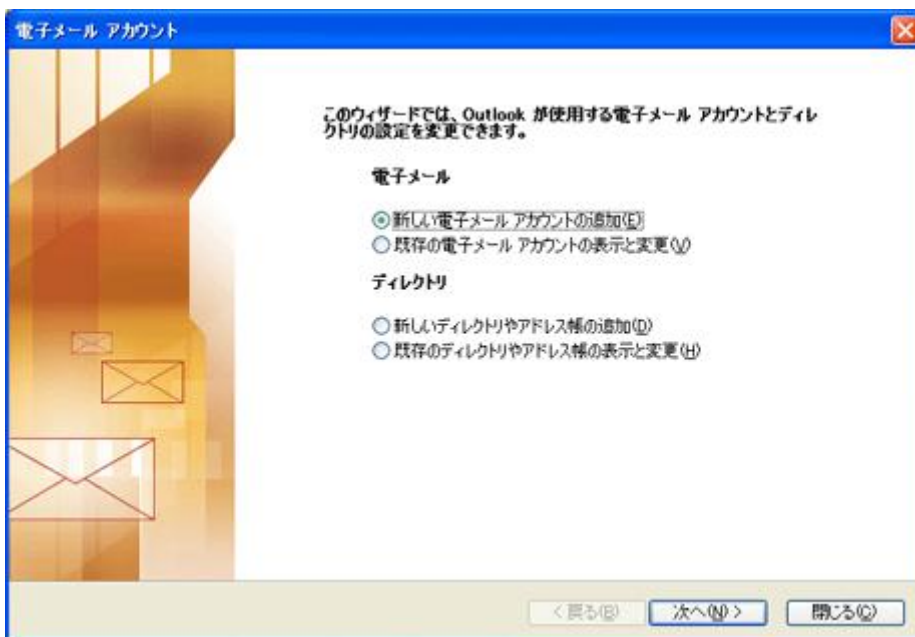 電子メール アカウント
このウィザードでは、Outlook が使用する電子メール アカウントとディレ
クトリの設定を変更できます。
電子メール
新しい電子メール アカウントの追加(E)
既存の電子メール アカウントの表示と変更(V)
ディレクトリ
新しいディレクトリやアドレス帳の追加(D)
既存のディレクトリやアドレス帳の表示と変更(H)
< 戻る(B)
次へ(N) >
閉じる(C)